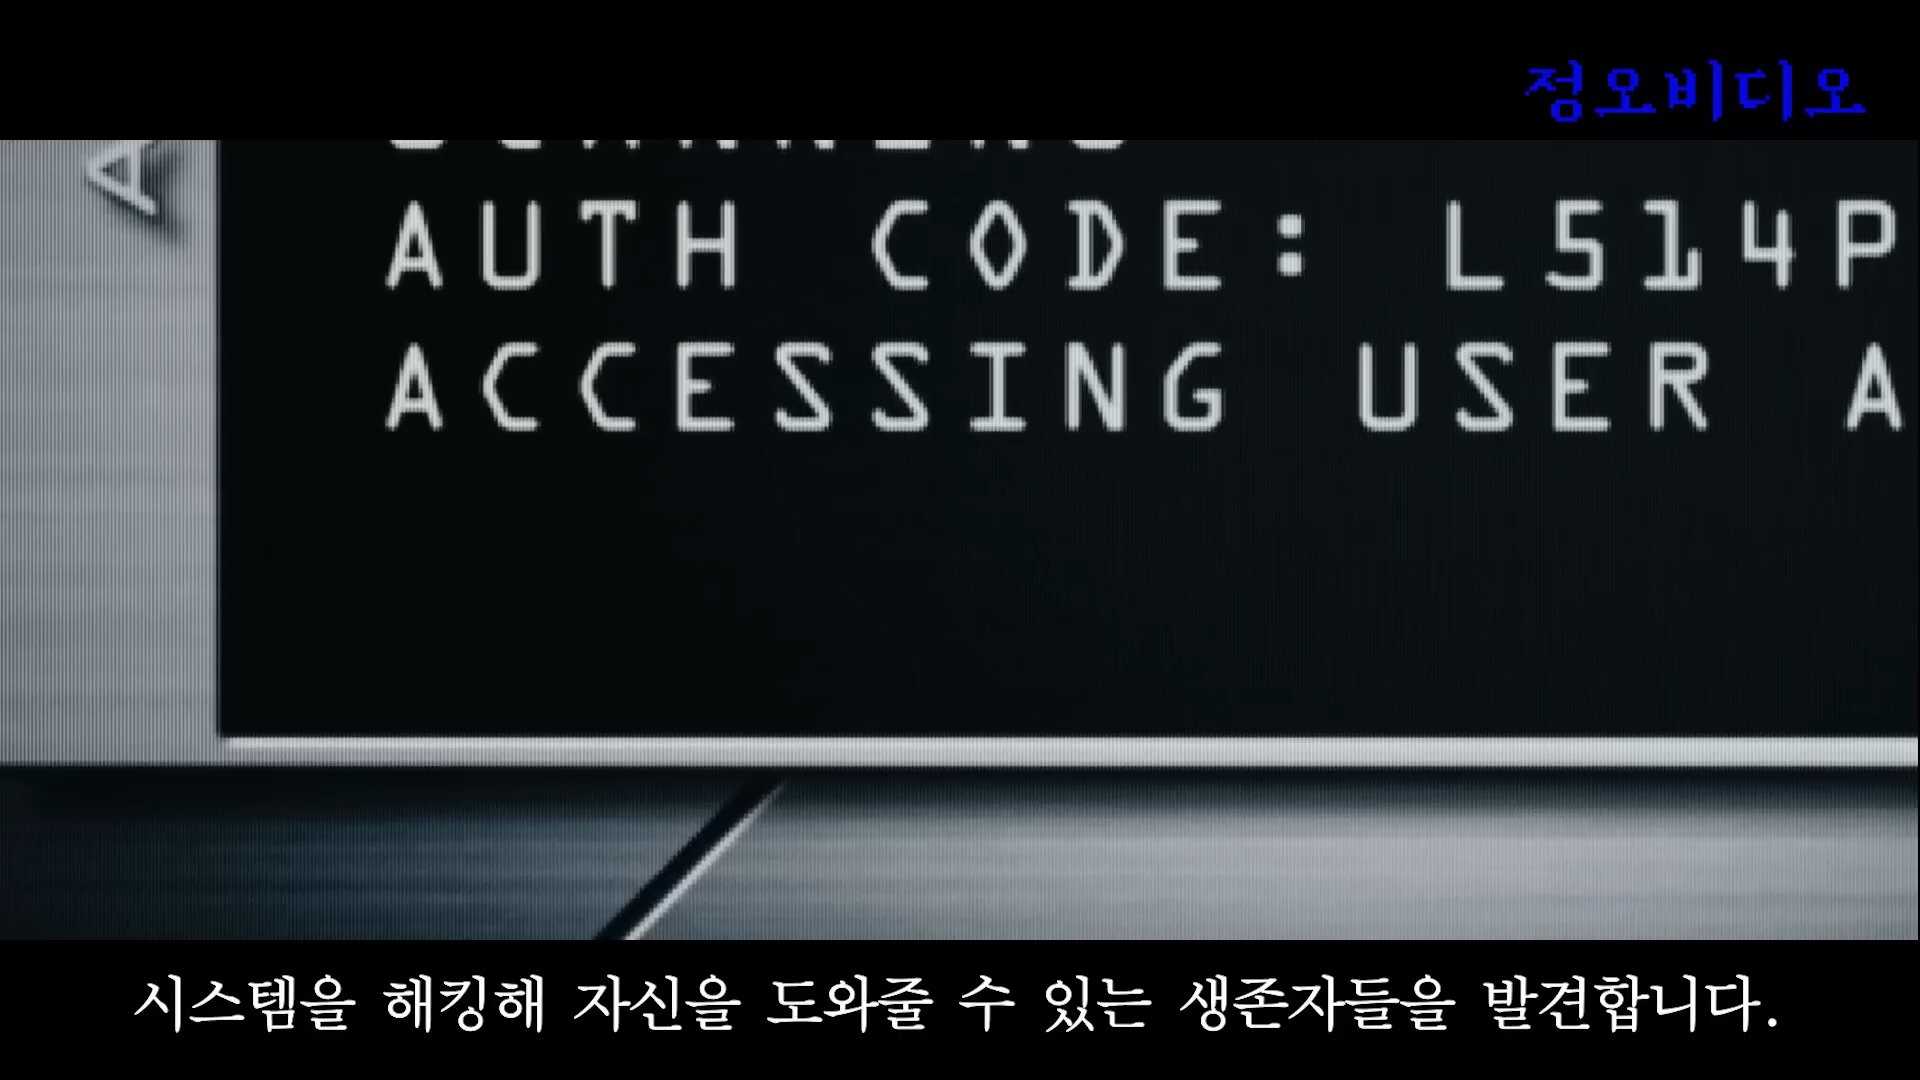 정오비디오
A
SCANNING
AUTH CODE: L514P
ACCESSING USER A
시스템을 해킹해 자신을 도와줄 수 있는 생존자들을 발견합니다.